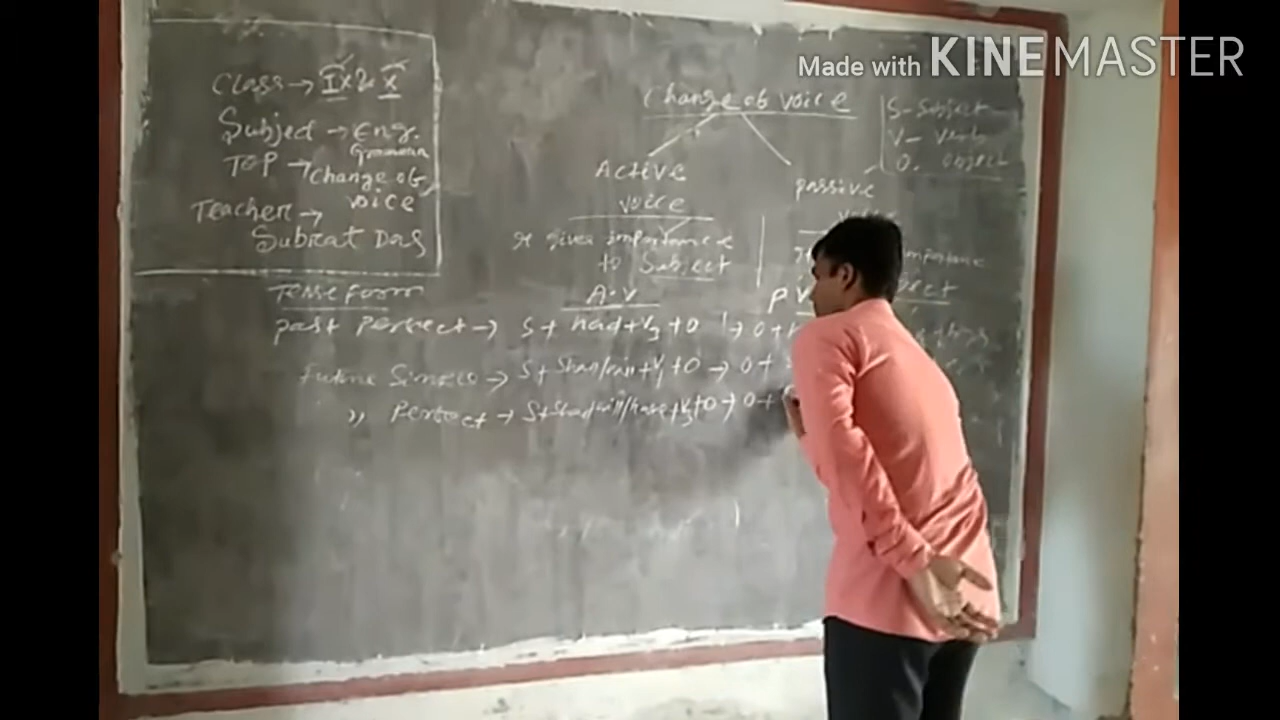 Made with KINEMASTER
Class → IX & X
Subject → Eng.
Grammar
TOP → Change of
voice
Teacher →
Subrat Das
Change of voice
S - Subject
V - Verb
O. Object
Active
voice
passive
It gives importance
to Subject
importance
Tense Form
A.V
P V
past perfect → S + had + V3 + O → O +
Future Simple → S + Shall/will + V1 + O → O +
,, Perfect → S + Shall/will/have + V3 + O → O +